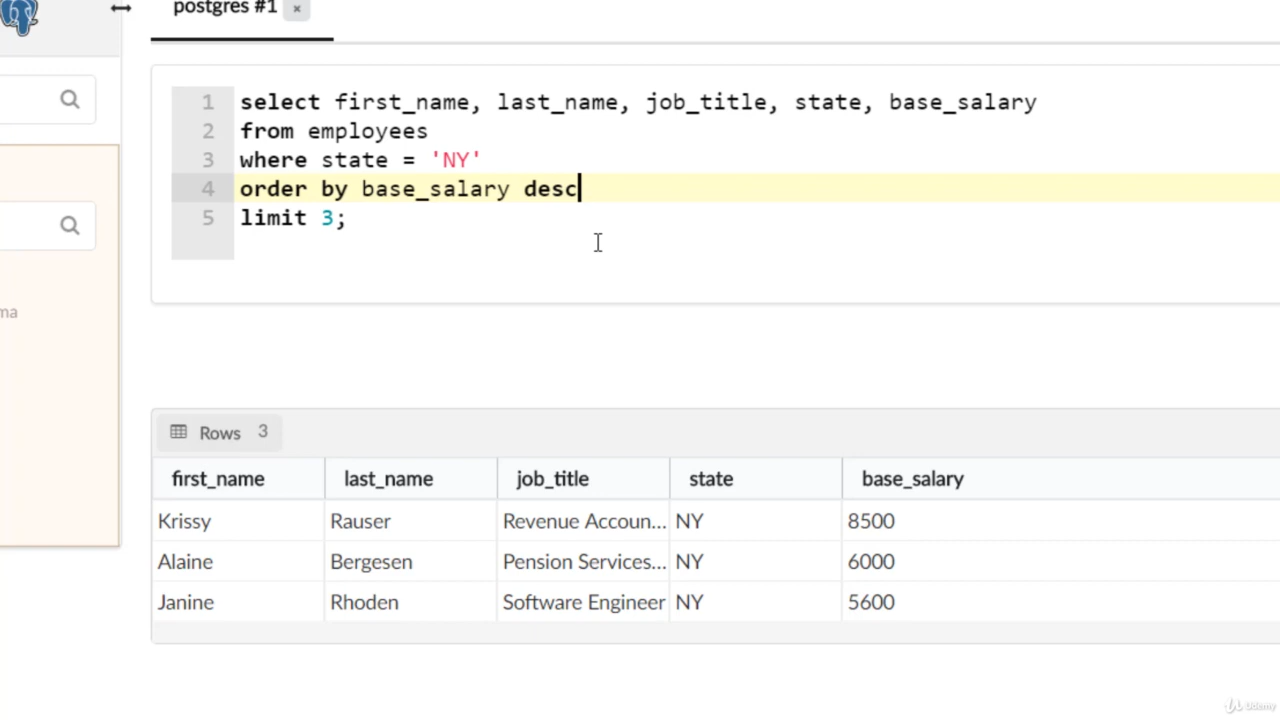 postgres #1 ×
1 select first_name, last_name, job_title, state, base_salary
2 from employees
3 where state = 'NY'
4 order by base_salary desc
5 limit 3;
ma
Rows 3
first_name last_name job_title state base_salary
Krissy Rauser Revenue Accoun... NY 8500
Alaine Bergesen Pension Services... NY 6000
Janine Rhoden Software Engineer NY 5600
Udemy